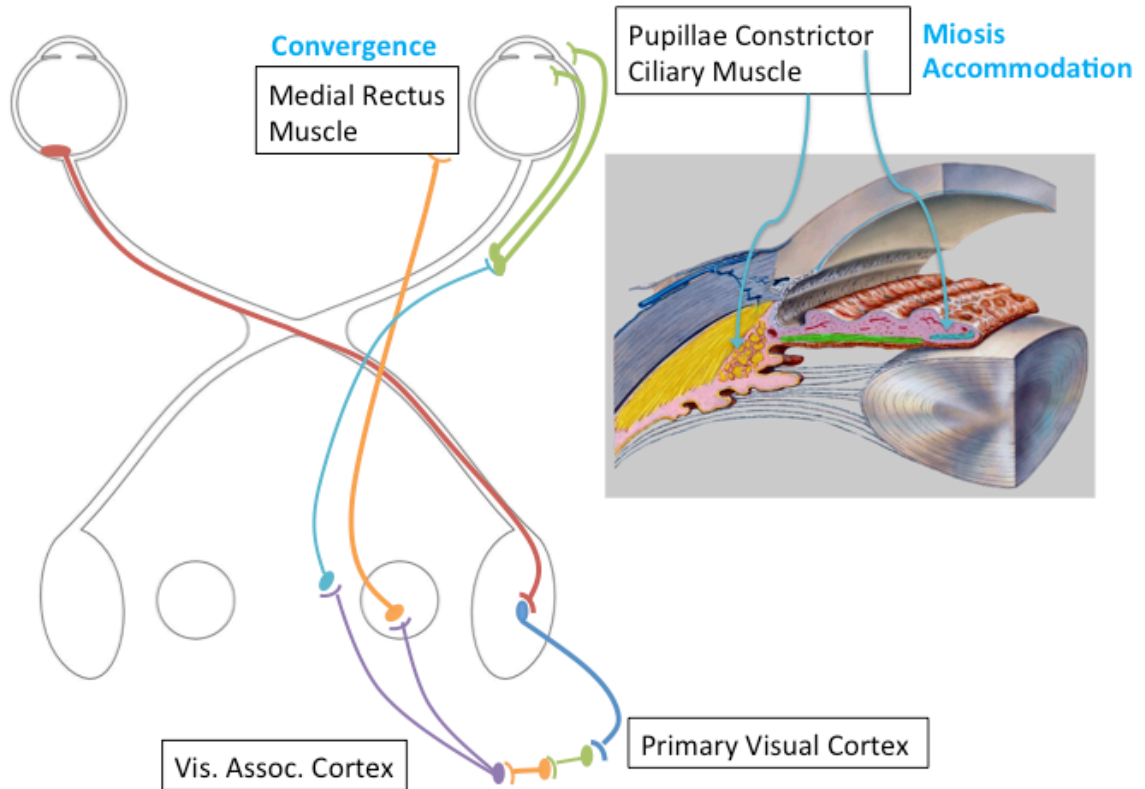 Convergence
Medial Rectus
Muscle
Pupillae Constrictor
Ciliary Muscle
Miosis
Accommodation
Vis. Assoc. Cortex
Primary Visual Cortex